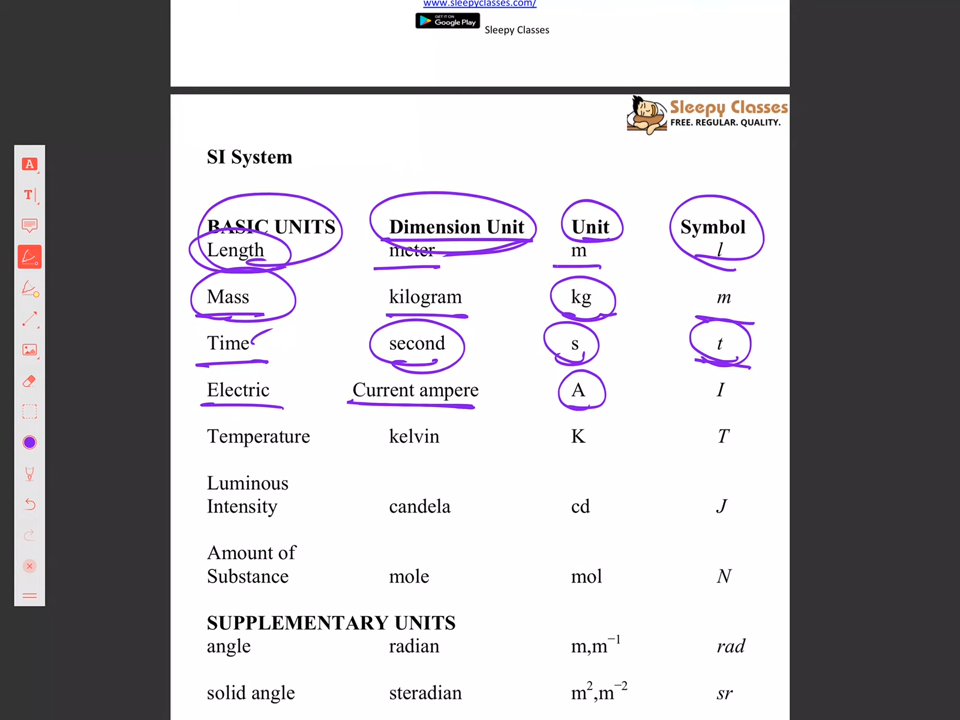 www.sleepyclasses.com/
GET IT ON
Google Play
Sleepy Classes
Sleepy Classes
FREE. REGULAR. QUALITY.
SI System
BASIC UNITS Dimension Unit Unit Symbol
Length meter m l
Mass kilogram kg m
Time second s t
Electric Current ampere A I
Temperature kelvin K T
Luminous
Intensity candela cd J
Amount of
Substance mole mol N
SUPPLEMENTARY UNITS
angle radian m,m⁻¹ rad
solid angle steradian m²,m⁻² sr
A
T